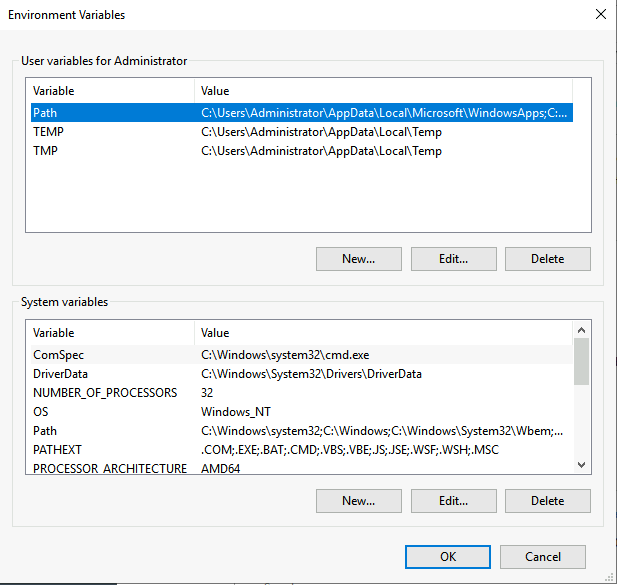 Environment Variables
User variables for Administrator
Variable Value
Path C:\Users\Administrator\AppData\Local\Microsoft\WindowsApps;C:...
TEMP C:\Users\Administrator\AppData\Local\Temp
TMP C:\Users\Administrator\AppData\Local\Temp
New... Edit... Delete
System variables
Variable Value
ComSpec C:\Windows\system32\cmd.exe
DriverData C:\Windows\System32\Drivers\DriverData
NUMBER_OF_PROCESSORS 32
OS Windows_NT
Path C:\Windows\system32;C:\Windows;C:\Windows\System32\Wbem;...
PATHEXT .COM;.EXE;.BAT;.CMD;.VBS;.VBE;.JS;.JSE;.WSF;.WSH;.MSC
PROCESSOR_ARCHITECTURE AMD64
New... Edit... Delete
OK Cancel